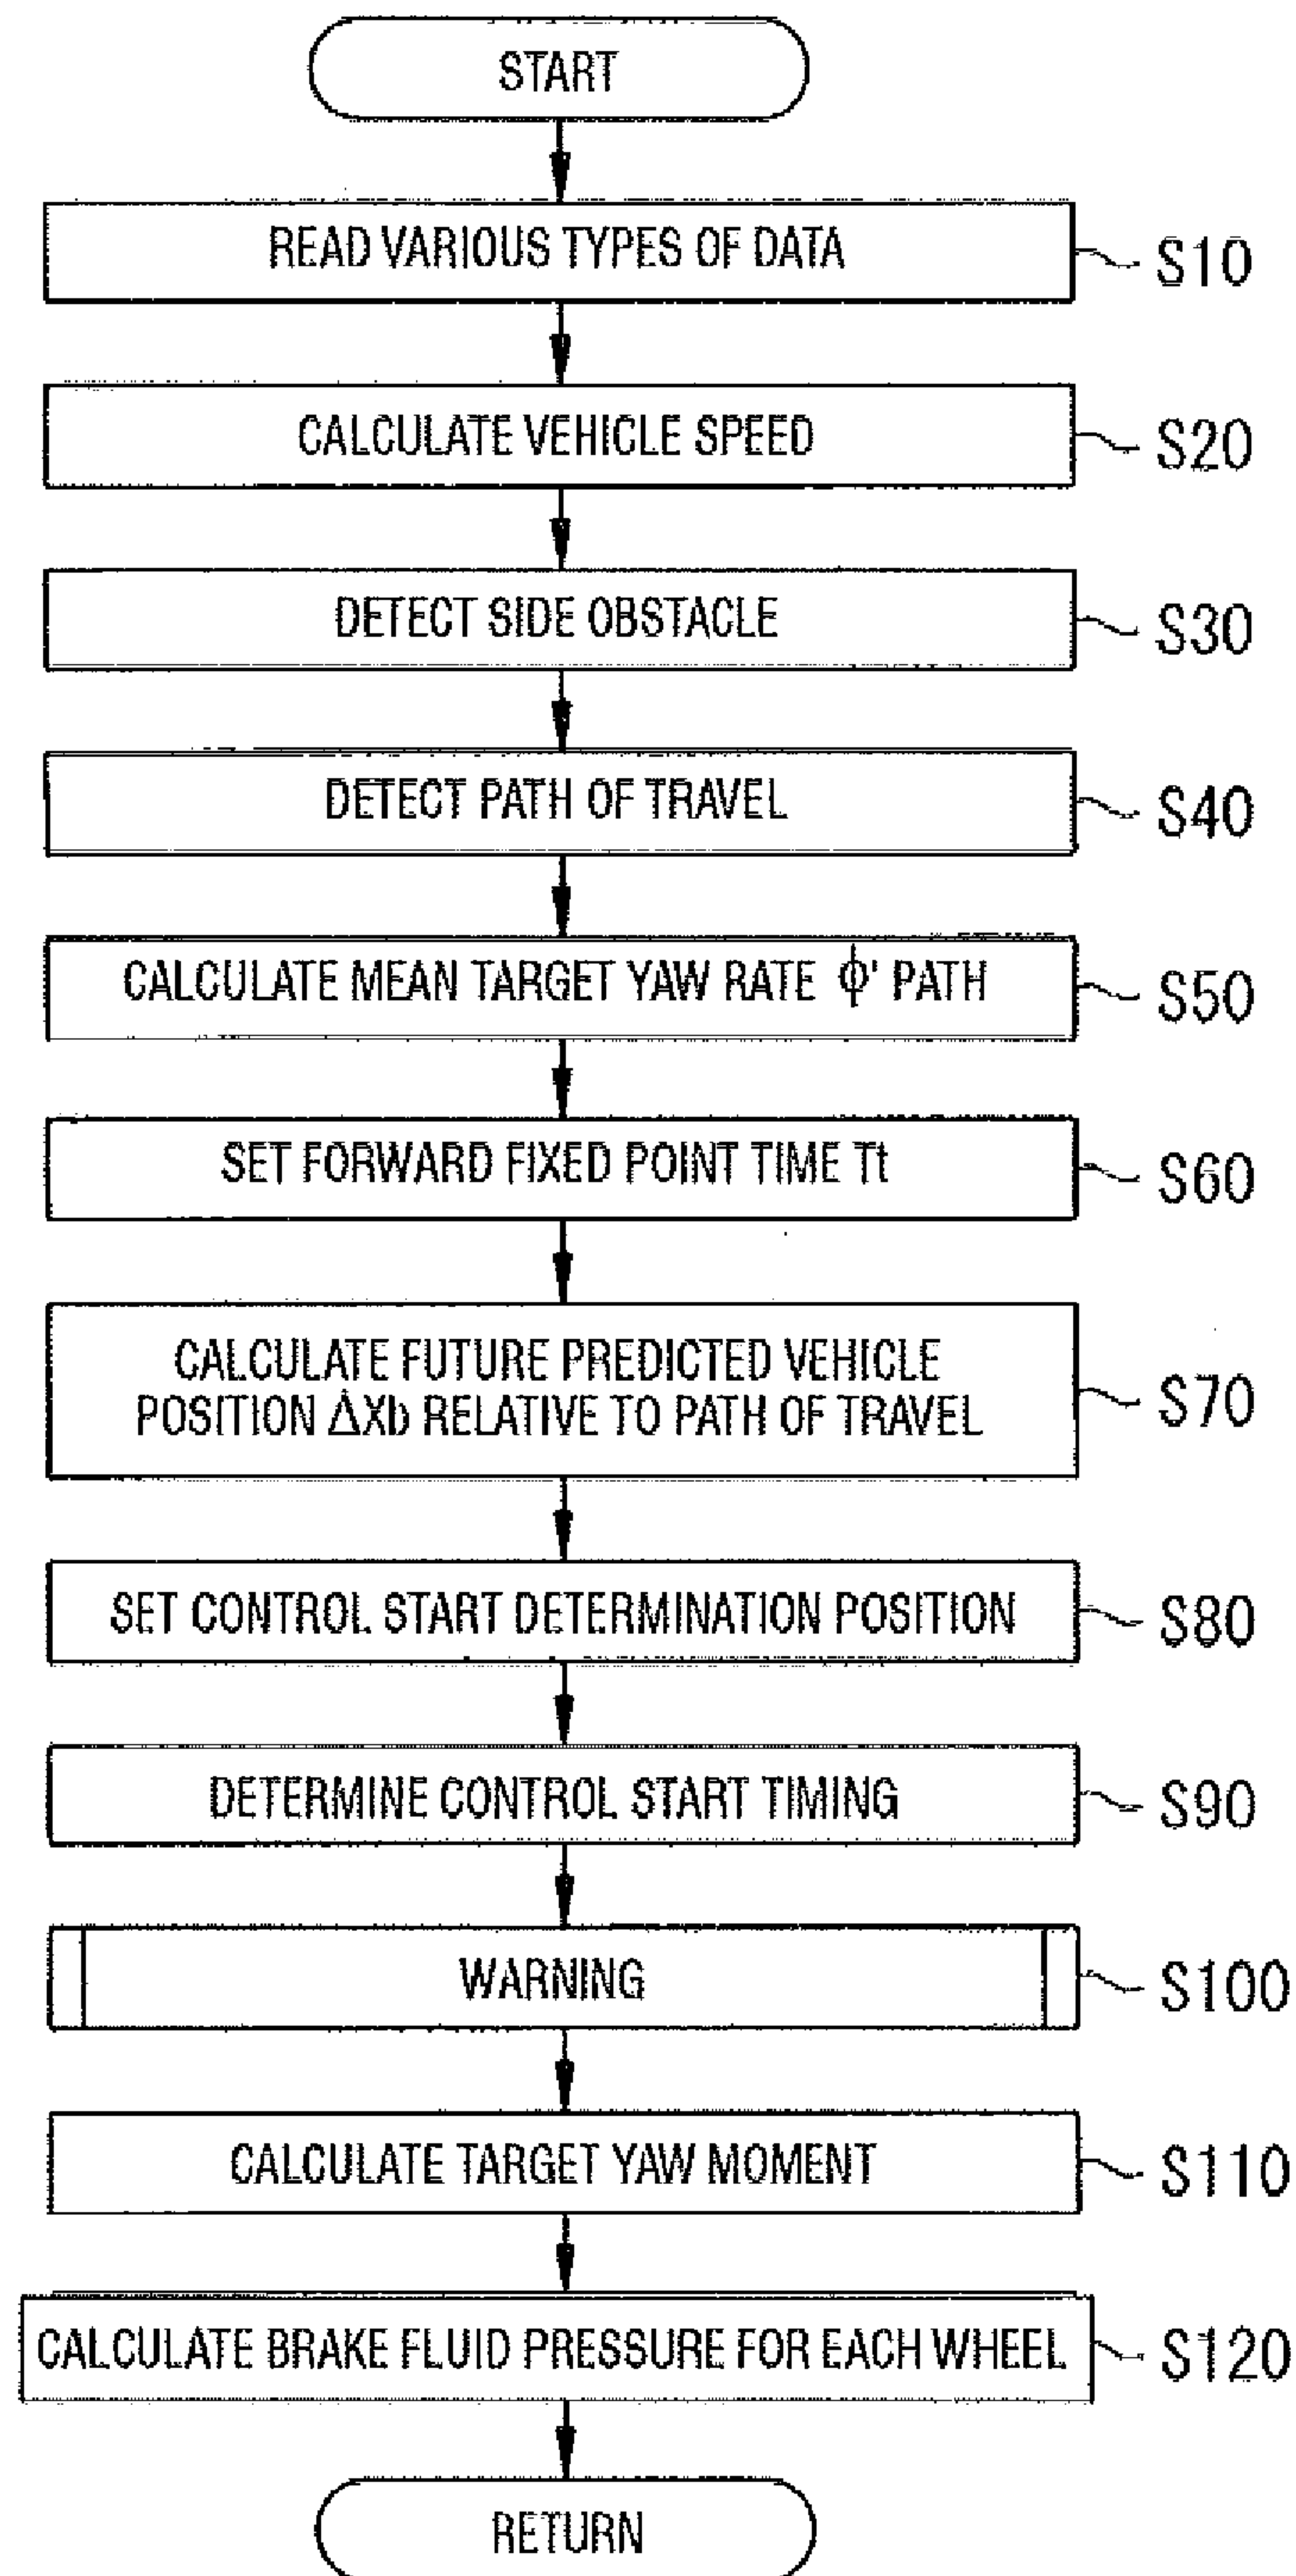 START
READ VARIOUS TYPES OF DATA
S10
CALCULATE VEHICLE SPEED
S20
DETECT SIDE OBSTACLE
S30
DETECT PATH OF TRAVEL
S40
CALCULATE MEAN TARGET YAW RATE ϕ' PATH
S50
SET FORWARD FIXED POINT TIME Tt
S60
CALCULATE FUTURE PREDICTED VEHICLE
POSITION ΔXb RELATIVE TO PATH OF TRAVEL
S70
SET CONTROL START DETERMINATION POSITION
S80
DETERMINE CONTROL START TIMING
S90
WARNING
S100
CALCULATE TARGET YAW MOMENT
S110
CALCULATE BRAKE FLUID PRESSURE FOR EACH WHEEL
S120
RETURN